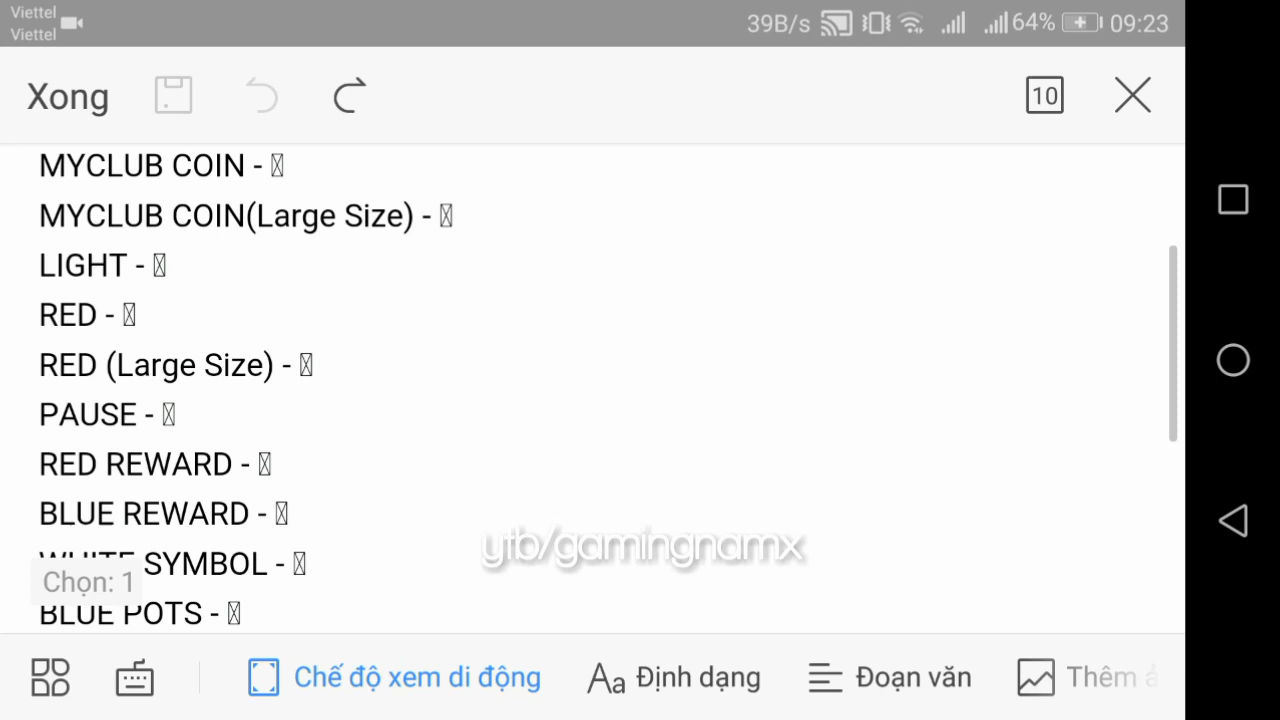 Viettel
Viettel
39B/s 64% 09:23
Xong
10
MYCLUB COIN -
MYCLUB COIN(Large Size) -
LIGHT -
RED -
RED (Large Size) -
PAUSE -
RED REWARD -
BLUE REWARD -
WHITE SYMBOL -
BLUE POTS -
Chọn: 1
ytb/gamingnamx
Chế độ xem di động
Aa Định dạng
Đoạn văn
Thêm